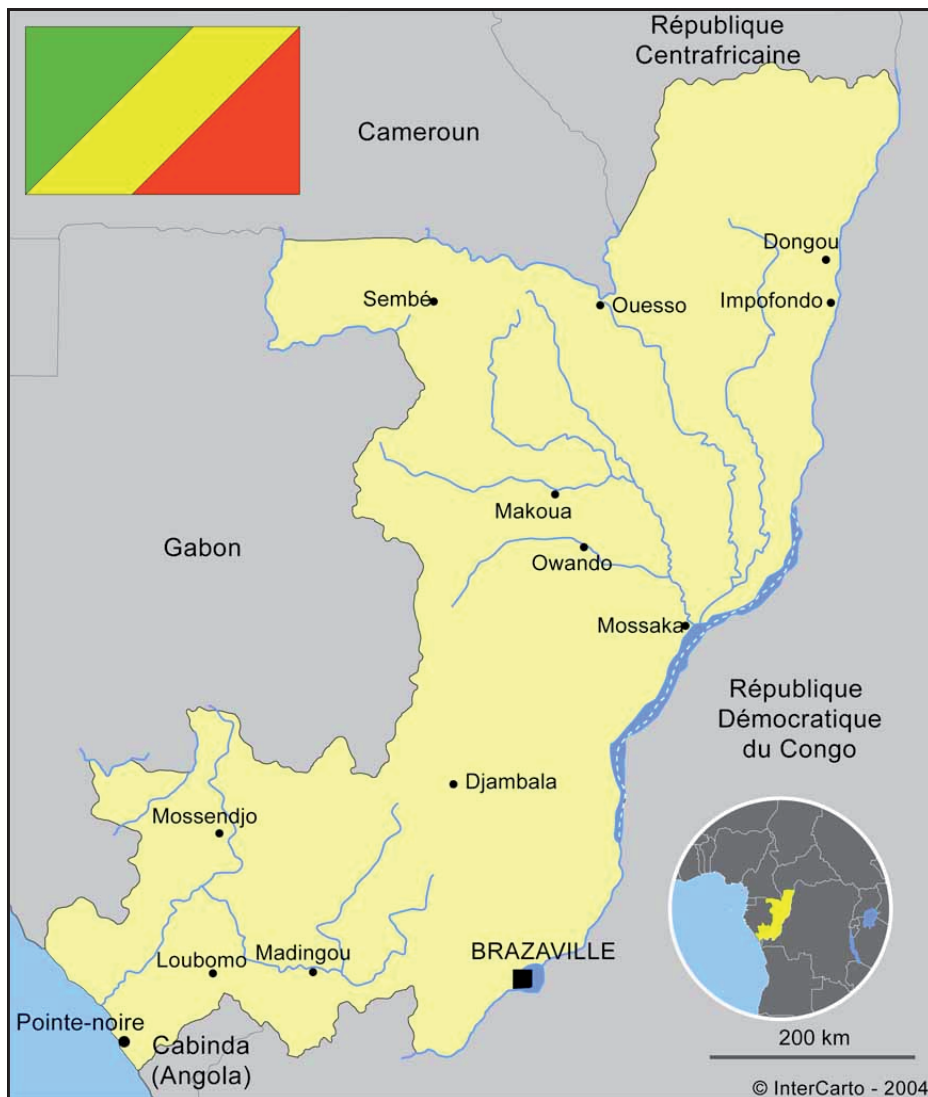 République
Centrafricaine
Cameroun
Dongou
Sembé
Ouesso
Impofondo
Makoua
Gabon
Owando
Mossaka
République
Démocratique
du Congo
Djambala
Mossendjo
Loubomo
Madingou
BRAZAVILLE
Pointe-noire
Cabinda
(Angola)
200 km
© InterCarto - 2004